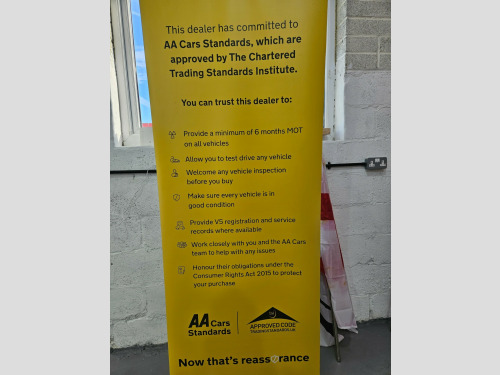 This dealer has committed to
AA Cars Standards, which are
approved by The Chartered
Trading Standards Institute.
You can trust this dealer to:
Provide a minimum of 6 months MOT
on all vehicles
Allow you to test drive any vehicle
Welcome any vehicle inspection
before you buy
Make sure every vehicle is in
good condition
Provide V5 registration and service
records where available
Work closely with you and the AA Cars
team to help with any issues
Honour their obligations under the
Consumer Rights Act 2015 to protect
your purchase
AA Cars
Standards
APPROVED CODE
TRADINGSTANDARDS.UK
Now that's reassurance